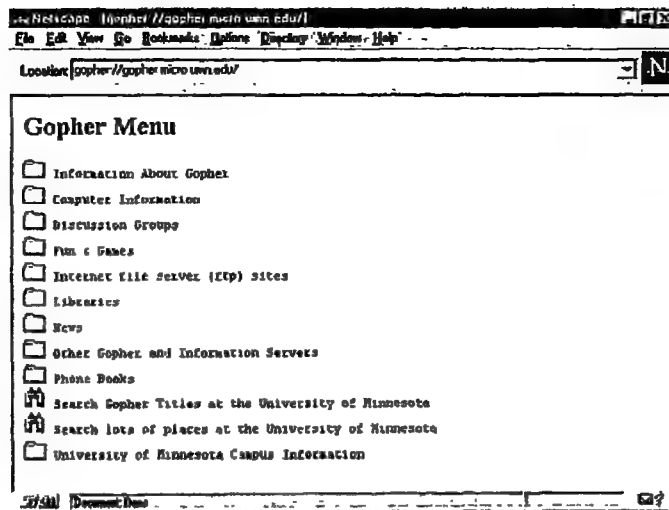 Netscape - [gopher://gopher.micro.umn.edu/]
File Edit View Go Bookmarks Options Directory Window Help
Location: gopher://gopher.micro.umn.edu/
N
Gopher Menu
Information About Gopher
Computer Information
Discussion Groups
Fun & Games
Internet file server (ftp) sites
Libraries
News
Other Gopher and Information Servers
Phone Books
Search Gopher Titles at the University of Minnesota
Search lots of places at the University of Minnesota
University of Minnesota Campus Information
Document: Done